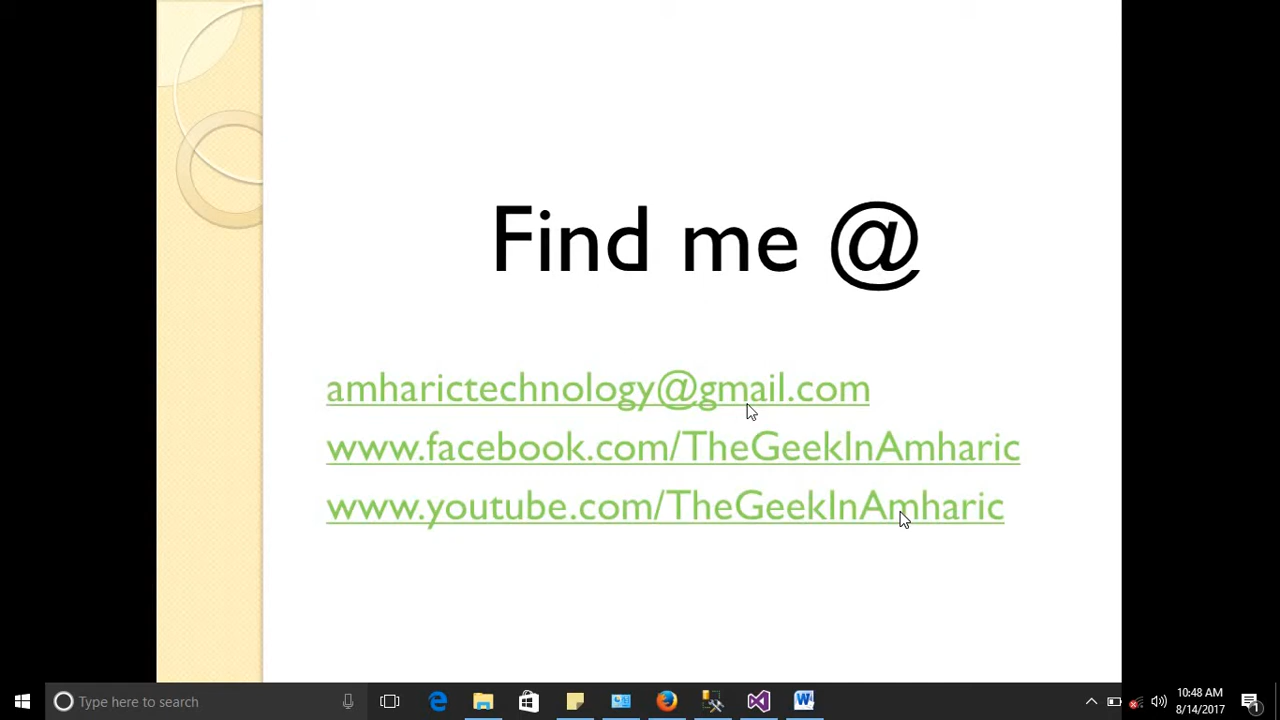 Find me @
amharictechnology@gmail.com
www.facebook.com/TheGeekInAmharic
www.youtube.com/TheGeekInAmharic
Type here to search
10:48 AM
8/14/2017